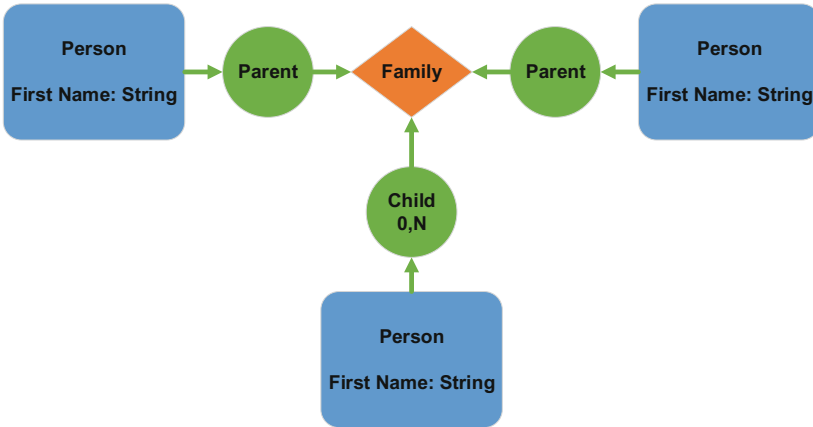 Person
First Name: String
Parent
Family
Parent
Person
First Name: String
Child
0,N
Person
First Name: String